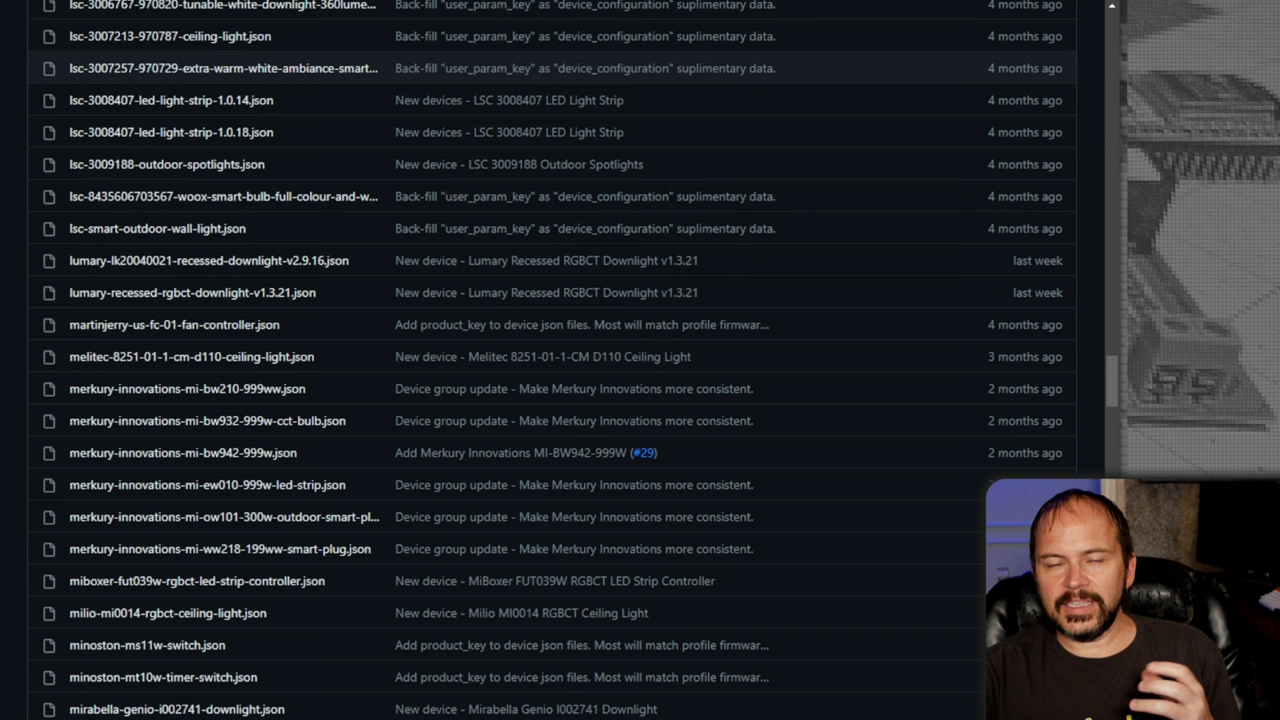 lsc-3006767-970820-tunable-white-downlight-360lume... Back-fill "user_param_key" as "device_configuration" suplimentary data. 4 months ago
lsc-3007213-970787-ceiling-light.json Back-fill "user_param_key" as "device_configuration" suplimentary data. 4 months ago
lsc-3007257-970729-extra-warm-white-ambiance-smart... Back-fill "user_param_key" as "device_configuration" suplimentary data. 4 months ago
lsc-3008407-led-light-strip-1.0.14.json New devices - LSC 3008407 LED Light Strip 4 months ago
lsc-3008407-led-light-strip-1.0.18.json New devices - LSC 3008407 LED Light Strip 4 months ago
lsc-3009188-outdoor-spotlights.json New device - LSC 3009188 Outdoor Spotlights 4 months ago
lsc-8435606703567-woox-smart-bulb-full-colour-and-w... Back-fill "user_param_key" as "device_configuration" suplimentary data. 4 months ago
lsc-smart-outdoor-wall-light.json Back-fill "user_param_key" as "device_configuration" suplimentary data. 4 months ago
lumary-lk20040021-recessed-downlight-v2.9.16.json New device - Lumary Recessed RGBCT Downlight v1.3.21 last week
lumary-recessed-rgbct-downlight-v1.3.21.json New device - Lumary Recessed RGBCT Downlight v1.3.21 last week
martinjerry-us-fc-01-fan-controller.json Add product_key to device json files. Most will match profile firmwar... 4 months ago
melitec-8251-01-1-cm-d110-ceiling-light.json New device - Melitec 8251-01-1-CM D110 Ceiling Light 3 months ago
merkury-innovations-mi-bw210-999ww.json Device group update - Make Merkury Innovations more consistent. 2 months ago
merkury-innovations-mi-bw932-999w-cct-bulb.json Device group update - Make Merkury Innovations more consistent. 2 months ago
merkury-innovations-mi-bw942-999w.json Add Merkury Innovations MI-BW942-999W (#29) 2 months ago
merkury-innovations-mi-ew010-999w-led-strip.json Device group update - Make Merkury Innovations more consistent.
merkury-innovations-mi-ow101-300w-outdoor-smart-pl... Device group update - Make Merkury Innovations more consistent.
merkury-innovations-mi-ww218-199ww-smart-plug.json Device group update - Make Merkury Innovations more consistent.
miboxer-fut039w-rgbct-led-strip-controller.json New device - MiBoxer FUT039W RGBCT LED Strip Controller
milio-mi0014-rgbct-ceiling-light.json New device - Milio MI0014 RGBCT Ceiling Light
minoston-ms11w-switch.json Add product_key to device json files. Most will match profile firmwar...
minoston-mt10w-timer-switch.json Add product_key to device json files. Most will match profile firmwar...
mirabella-genio-i002741-downlight.json New device - Mirabella Genio I002741 Downlight